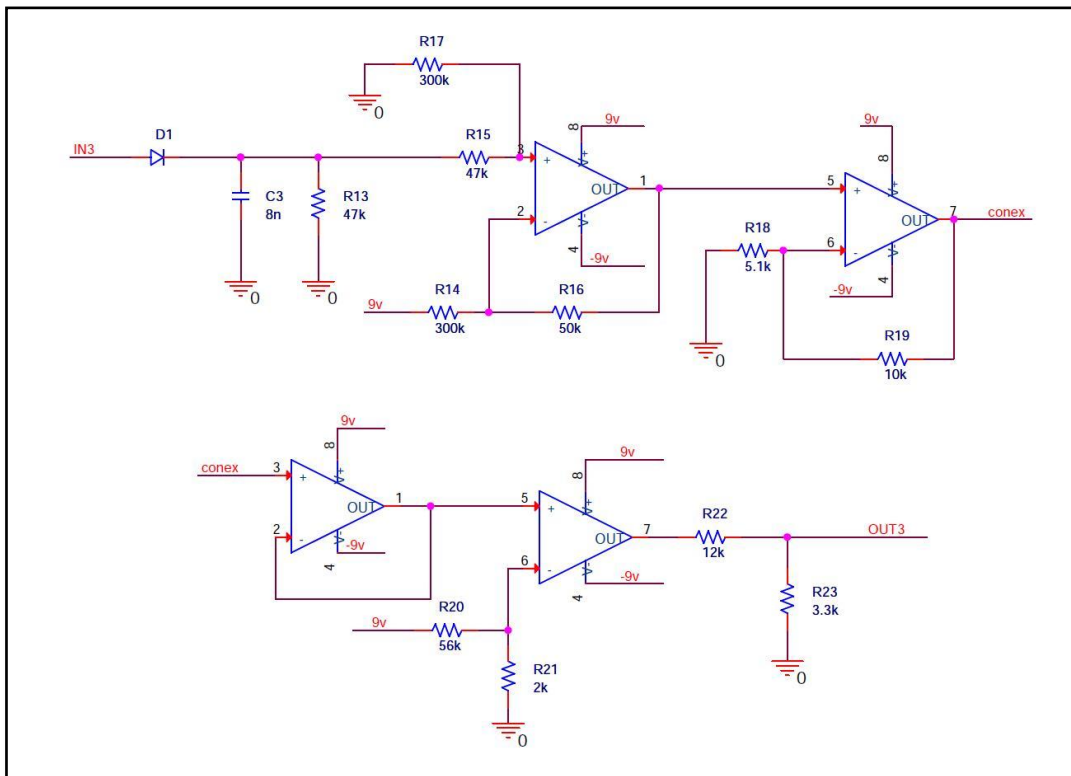 R17
300k
0
D1
IN3
C3
8n
0
R13
47k
0
R15
47k
3
2
+
-
8
V+
9v
OUT
1
V-
4
-9v
9v
R14
300k
R16
50k
9v
8
V+
5
6
+
-
OUT
7
conex
V-
4
-9v
R18
5.1k
0
R19
10k
conex
3
2
+
-
9v
8
V+
OUT
1
V-
4
-9v
5
6
+
-
9v
8
V+
OUT
7
V-
4
-9v
9v
R20
56k
R21
2k
0
R22
12k
OUT3
R23
3.3k
0